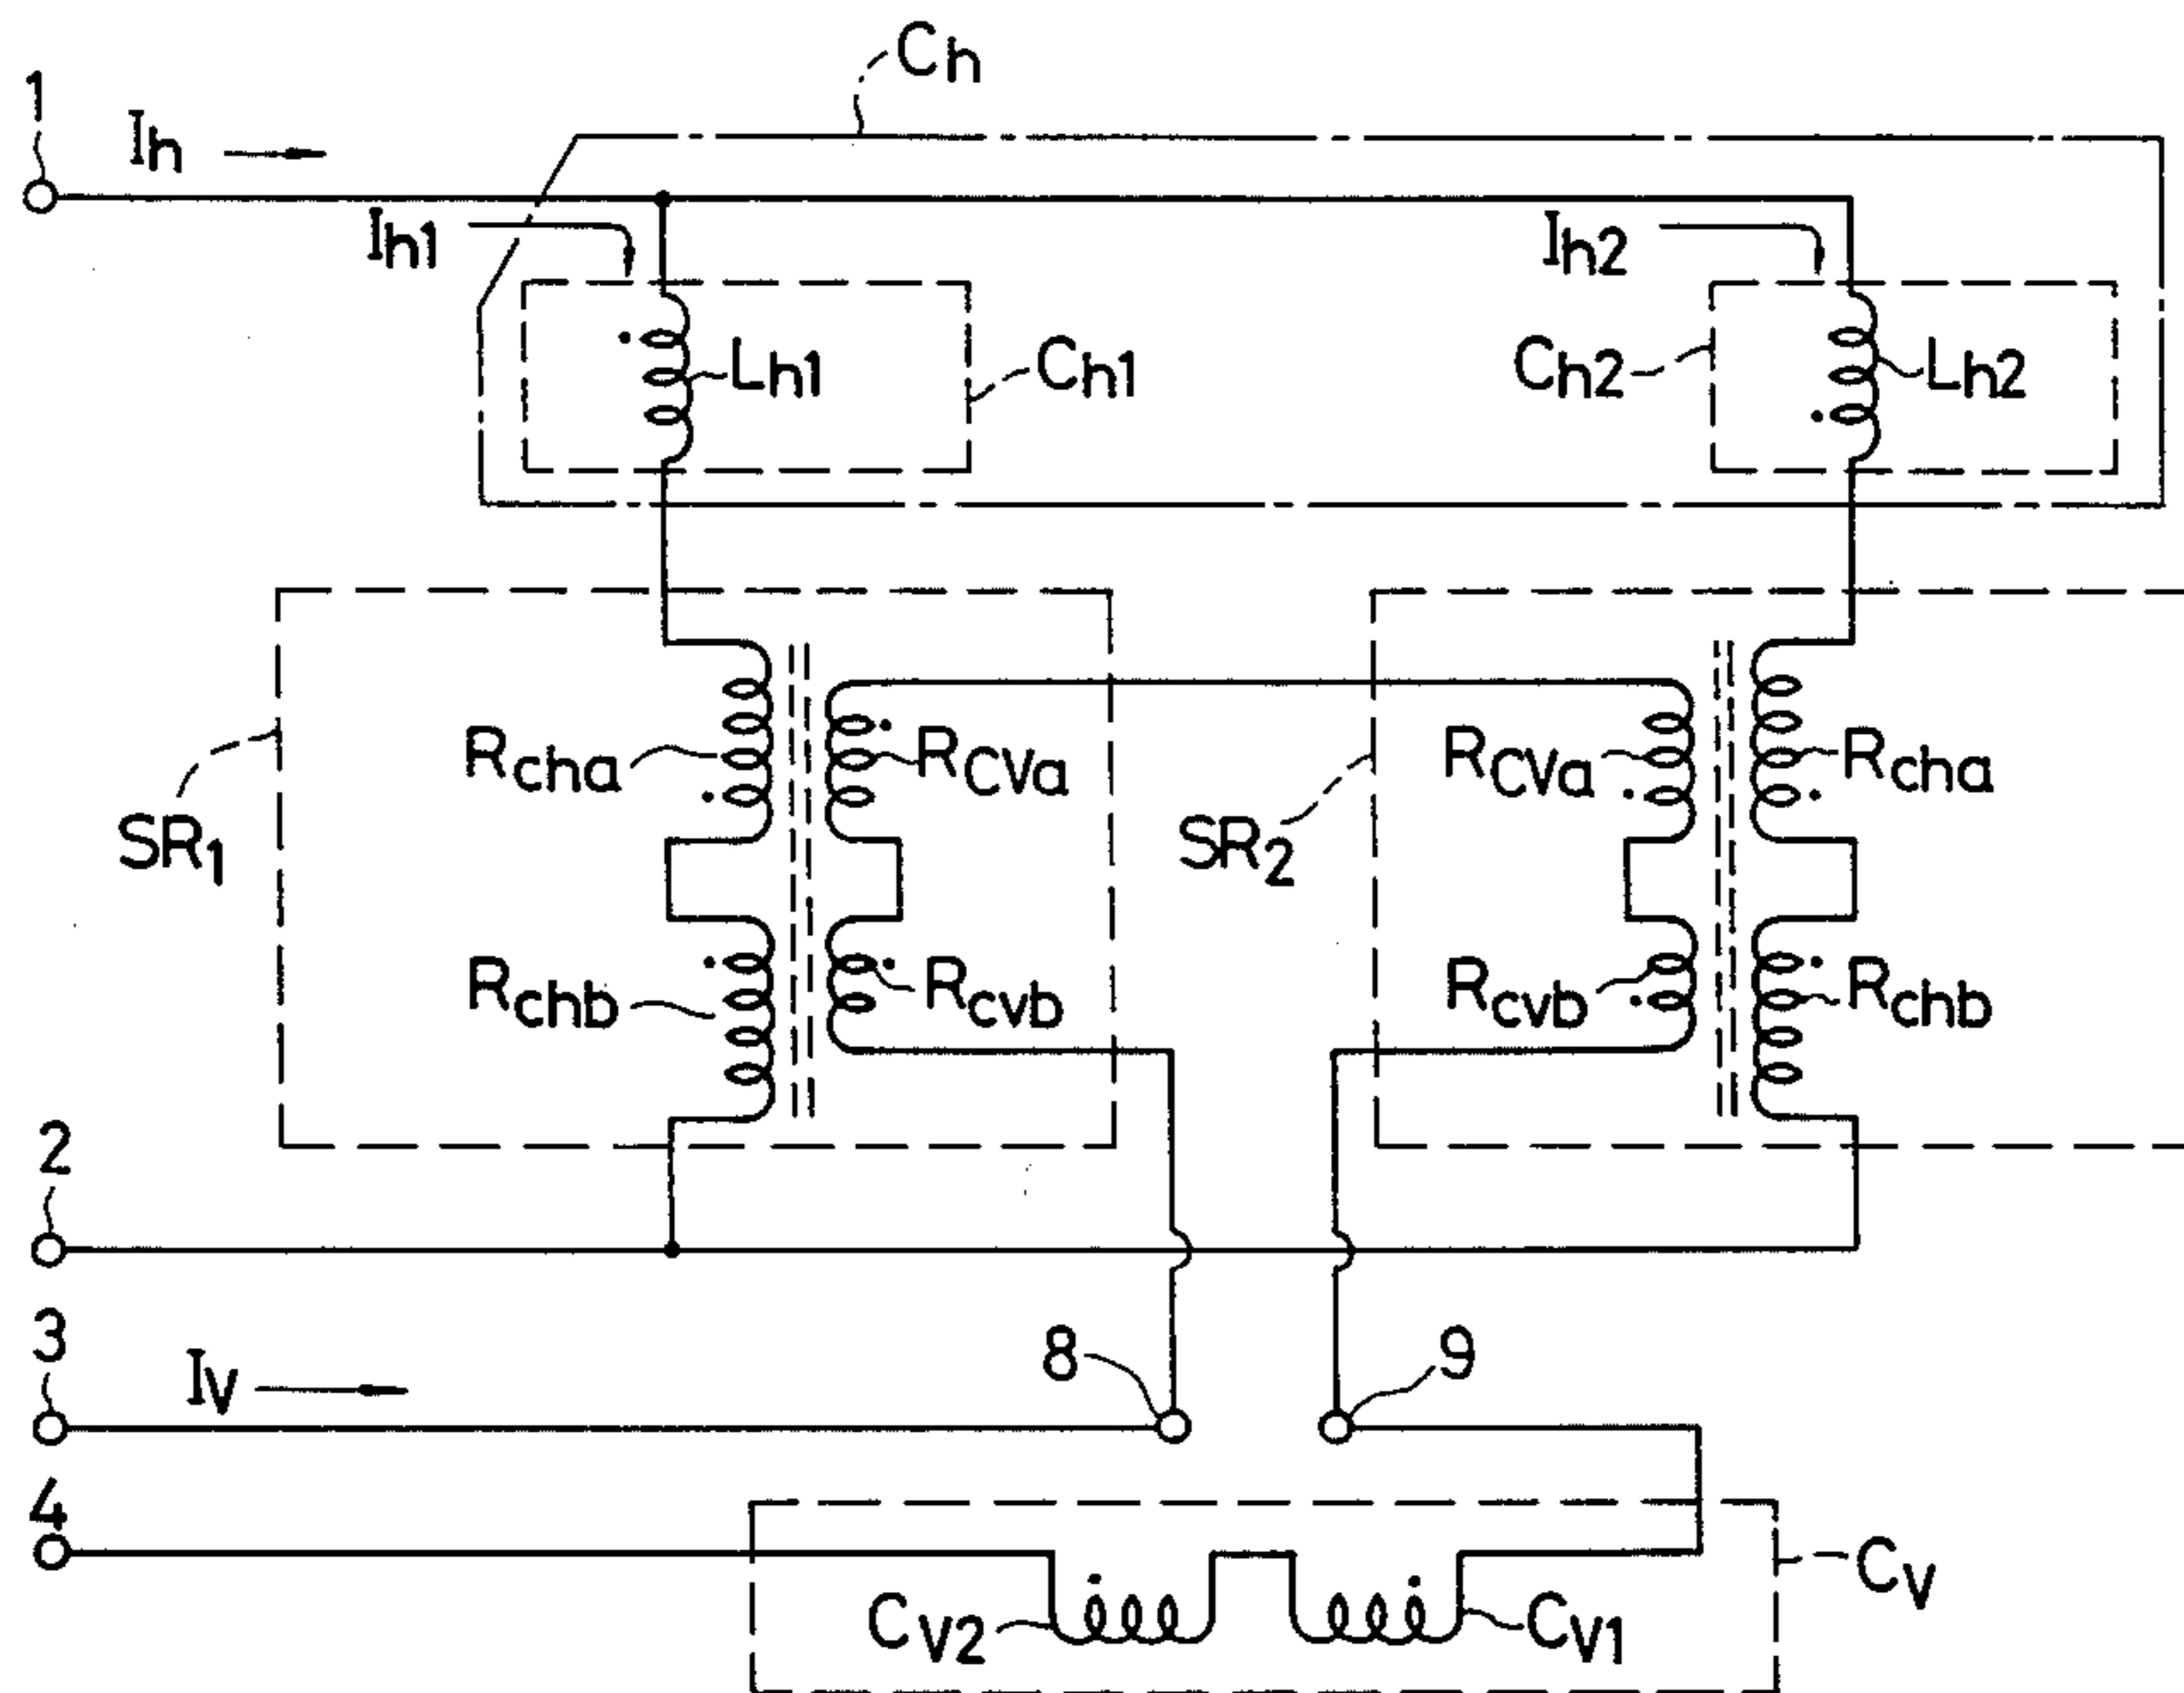 Ch
1
Ih
Ih1
Ih2
Lh1
Ch1
Ch2
Lh2
Rcha
RCVa
RCVa
Rcha
SR1
SR2
Rchb
Rcvb
Rcvb
Rchb
2
3
IV
8
9
4
CV2
CV1
CV